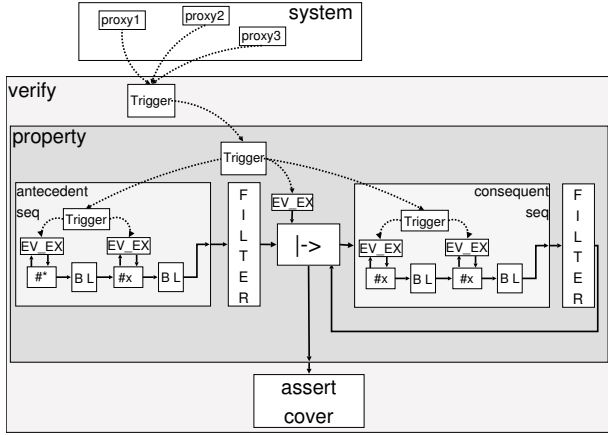 system
proxy1
proxy2
proxy3
verify
Trigger
property
Trigger
antecedent
seq
Trigger
EV_EX
EV_EX
#*
B L
#x
B L
F
I
L
T
E
R
EV_EX
|->
consequent
seq
Trigger
EV_EX
EV_EX
#x
B L
#x
B L
F
I
L
T
E
R
assert
cover